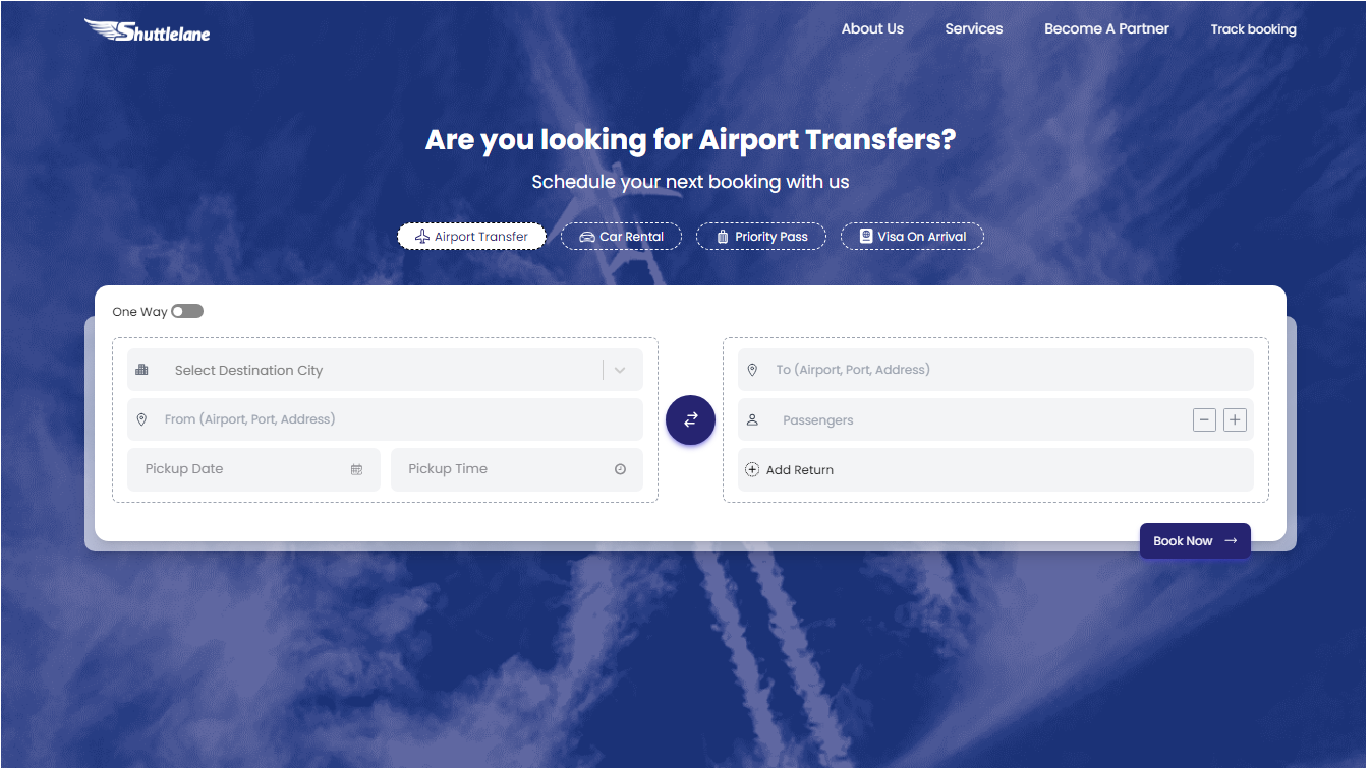 Shuttlelane
About Us
Services
Become A Partner
Track booking
Are you looking for Airport Transfers?
Schedule your next booking with us
Airport Transfer
Car Rental
Priority Pass
Visa On Arrival
One Way
Select Destination City
From (Airport, Port, Address)
Pickup Date
Pickup Time
To (Airport, Port, Address)
Passengers
Add Return
Book Now